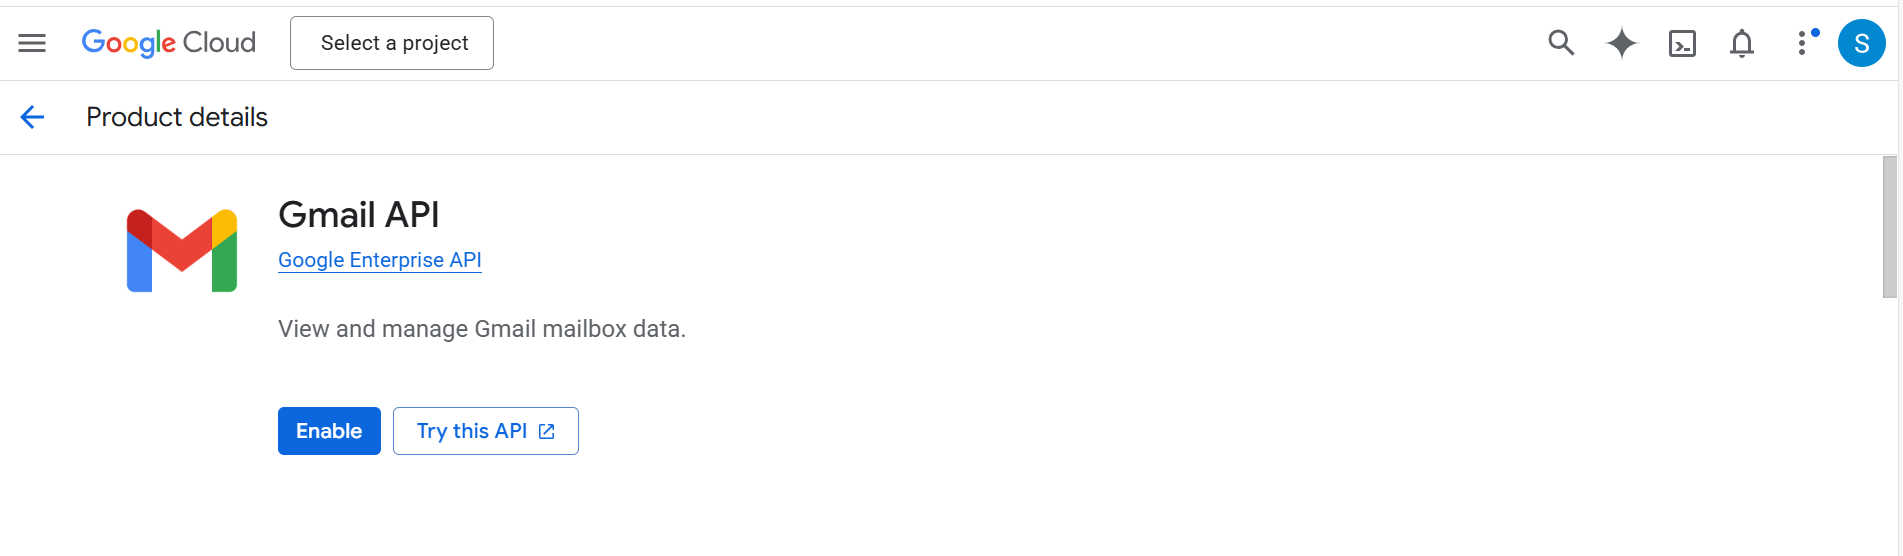 Google Cloud
Select a project
S
Product details
Gmail API
Google Enterprise API
View and manage Gmail mailbox data.
Enable
Try this API